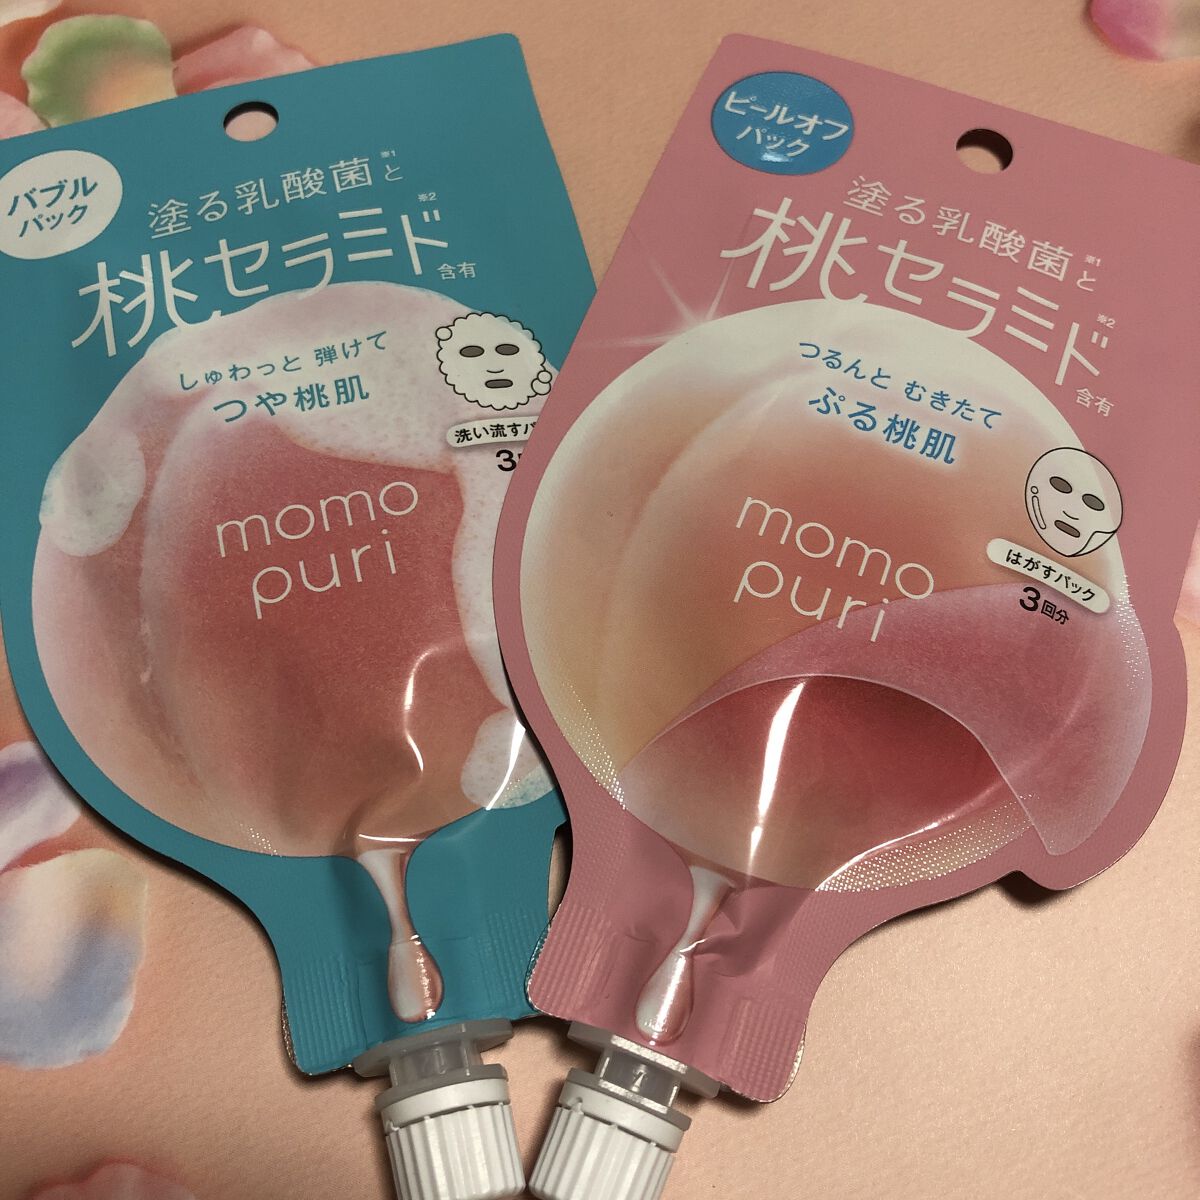 バブル
パック
塗る乳酸菌※1と
桃セラミド※2
含有
しゅわっと 弾けて
つや桃肌
洗い流すパ
3
momo
puri
ピールオフ
パック
塗る乳酸菌※1と
桃セラミド※2
含有
つるんと むきたて
ぷる桃肌
momo
puri
はがすパック
3回分